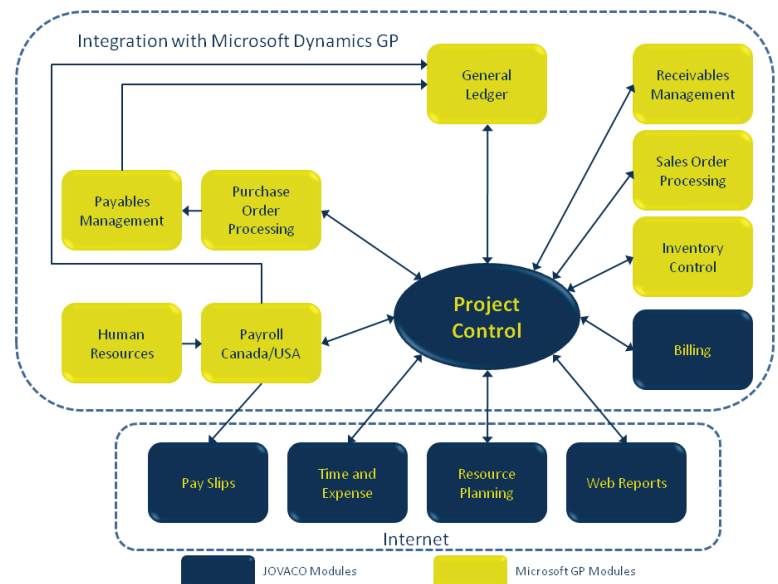 Integration with Microsoft Dynamics GP
General
Ledger
Receivables
Management
Sales Order
Processing
Payables
Management
Purchase
Order
Processing
Inventory
Control
Project
Control
Human
Resources
Payroll
Canada/USA
Billing
Pay Slips
Time and
Expense
Resource
Planning
Web Reports
Internet
JOVACO Modules
Microsoft GP Modules